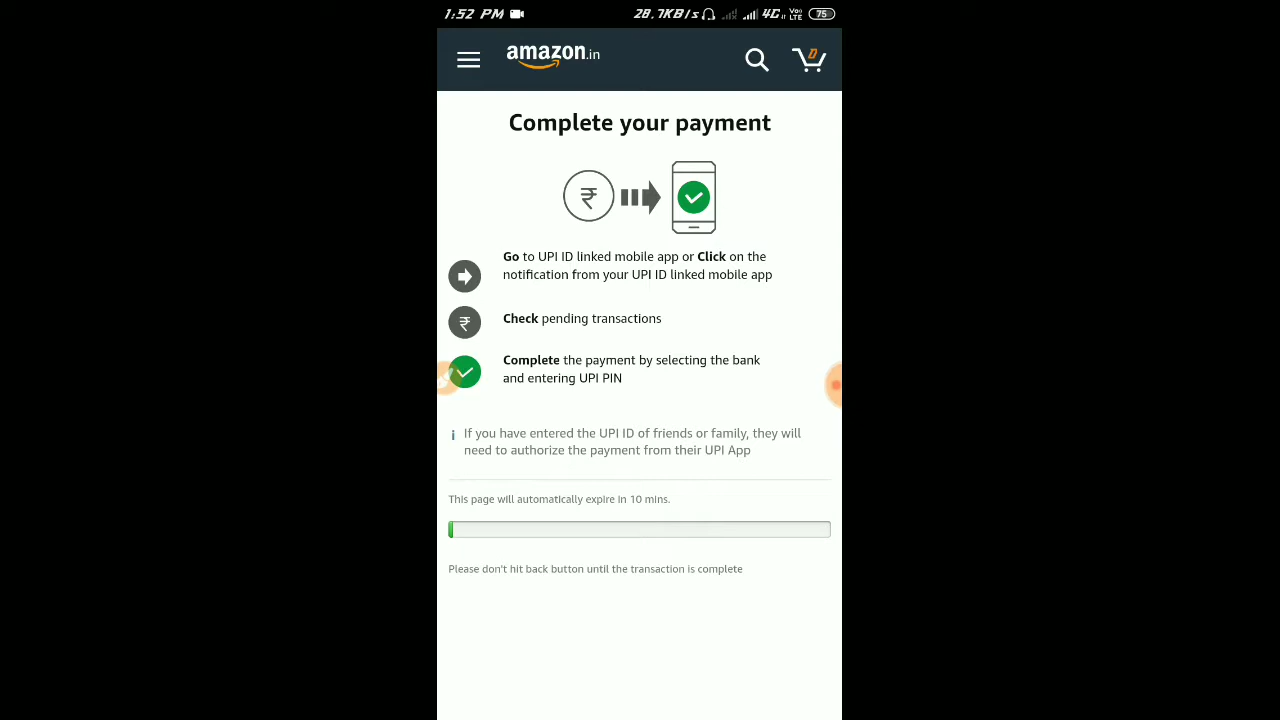 1:52 PM 28.7KB/s 4G Vo LTE 75
amazon.in
0
Complete your payment
₹
Go to UPI ID linked mobile app or Click on the
notification from your UPI ID linked mobile app
₹ Check pending transactions
Complete the payment by selecting the bank
and entering UPI PIN
i If you have entered the UPI ID of friends or family, they will
need to authorize the payment from their UPI App
This page will automatically expire in 10 mins.
Please don't hit back button until the transaction is complete